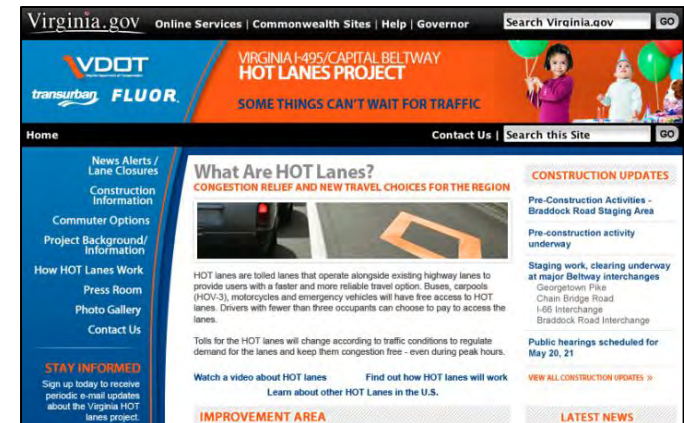 Virginia.gov Online Services | Commonwealth Sites | Help | Governor Search Virginia.gov GO
VDOT
transurban FLUOR.
VIRGINIA I-495/CAPITAL BELTWAY
HOT LANES PROJECT
SOME THINGS CAN'T WAIT FOR TRAFFIC
Home Contact Us | Search this Site GO
News Alerts /
Lane Closures
Construction
Information
Commuter Options
Project Background/
Information
How HOT Lanes Work
Press Room
Photo Gallery
Contact Us
STAY INFORMED
Sign up today to receive
periodic e-mail updates
about the Virginia HOT
lanes project.
What Are HOT Lanes?
CONGESTION RELIEF AND NEW TRAVEL CHOICES FOR THE REGION
HOT lanes are tolled lanes that operate alongside existing highway lanes to
provide users with a faster and more reliable travel option. Buses, carpools
(HOV-3), motorcycles and emergency vehicles will have free access to HOT
lanes. Drivers with fewer than three occupants can choose to pay to access the
lanes.
Tolls for the HOT lanes will change according to traffic conditions to regulate
demand for the lanes and keep them congestion free - even during peak hours.
Watch a video about HOT lanes Find out how HOT lanes will work
Learn about other HOT Lanes in the U.S.
IMPROVEMENT AREA
CONSTRUCTION UPDATES
Pre-Construction Activities -
Braddock Road Staging Area
Pre-construction activity
underway
Staging work, clearing underway
at major Beltway interchanges
Georgetown Pike
Chain Bridge Road
I-66 Interchange
Braddock Road Interchange
Public hearings scheduled for
May 20, 21
VIEW ALL CONSTRUCTION UPDATES »
LATEST NEWS